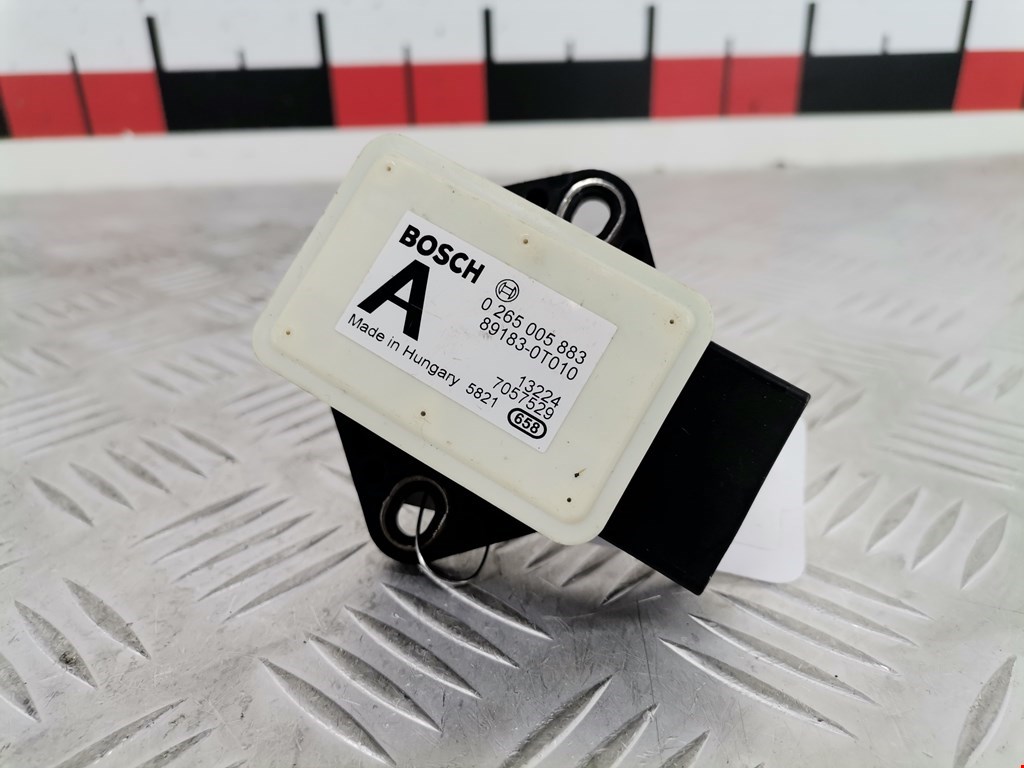 BOSCH
A
0 265 005 883
89183-0T010
Made in Hungary 5821
13224
7057529
658